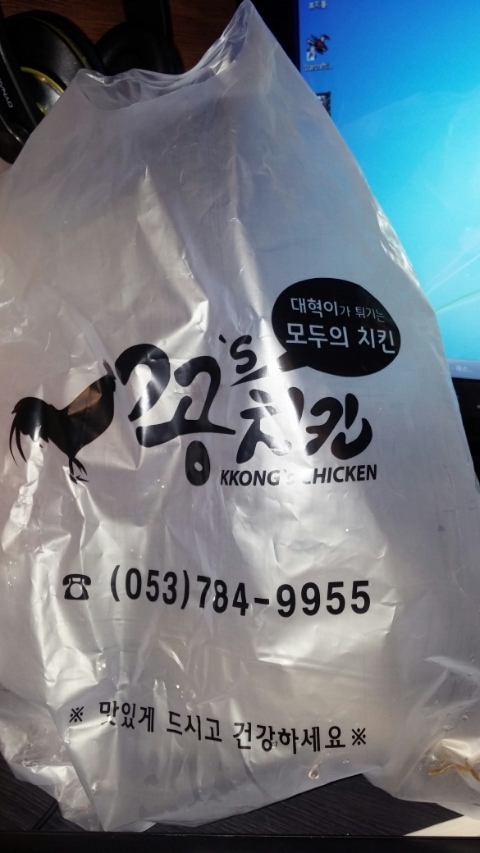 대혁이가 튀기는
모두의 치킨
꽁's
치킨
KKONG's CHICKEN
☎ (053)784-9955
※ 맛있게 드시고 건강하세요※